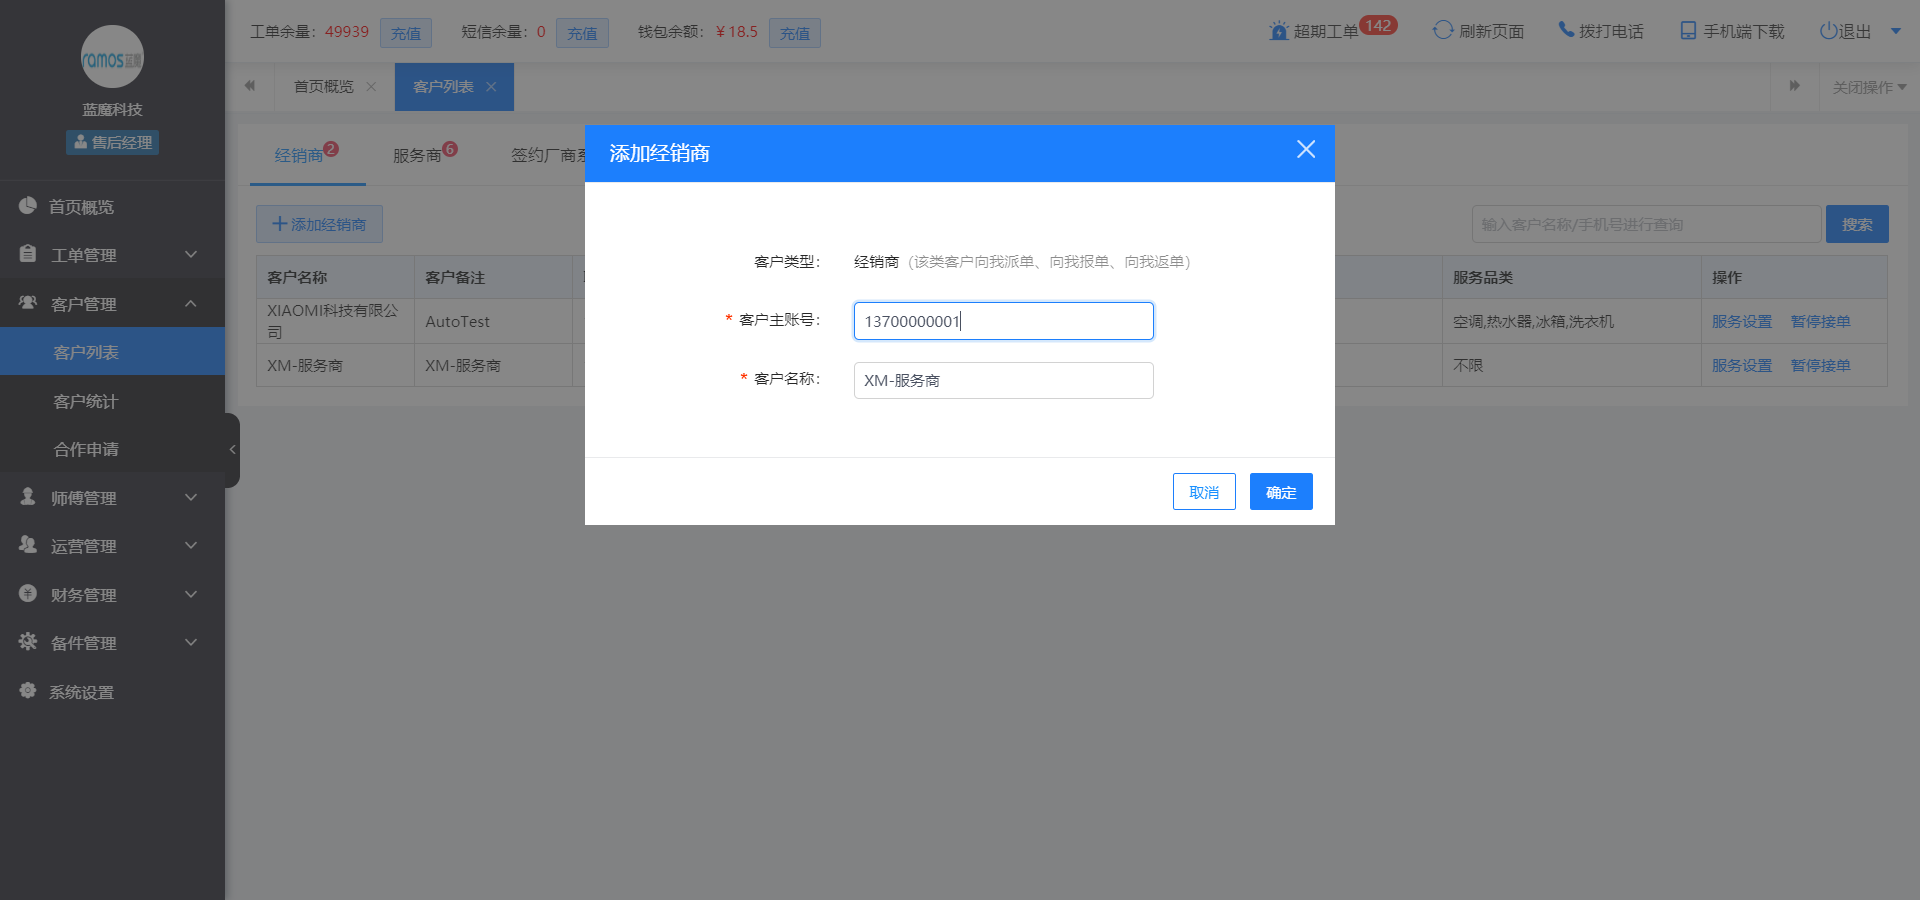 工单余量：49939 充值 短信余量：0 充值 钱包余额：￥18.5 充值
超期工单 142 刷新页面 拨打电话 手机端下载 退出
ramos蓝魔
蓝魔科技
售后经理
首页概览
工单管理
客户管理
客户列表
客户统计
合作申请
师傅管理
运营管理
财务管理
备件管理
系统设置
首页概览 客户列表 关闭操作
经销商 2 服务商 6 签约厂商
添加经销商
输入客户名称/手机号进行查询 搜索
客户名称 客户备注 服务品类 操作
XIAOMI科技有限公司 AutoTest 空调,热水器,冰箱,洗衣机 服务设置 暂停接单
XM-服务商 XM-服务商 不限 服务设置 暂停接单
添加经销商
客户类型： 经销商（该类客户向我派单、向我报单、向我返单）
* 客户主账号： 13700000001
* 客户名称： XM-服务商
取消 确定